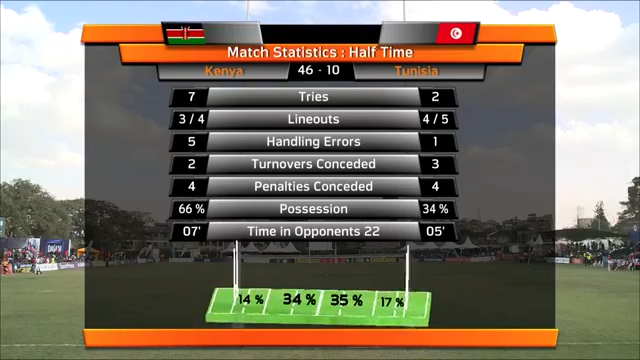 Match Statistics : Half Time
Kenya 46 - 10 Tunisia
7 Tries 2
3 / 4 Lineouts 4 / 5
5 Handling Errors 1
2 Turnovers Conceded 3
4 Penalties Conceded 4
66 % Possession 34 %
07' Time in Opponents 22 05'
14 % 34 % 35 % 17 %